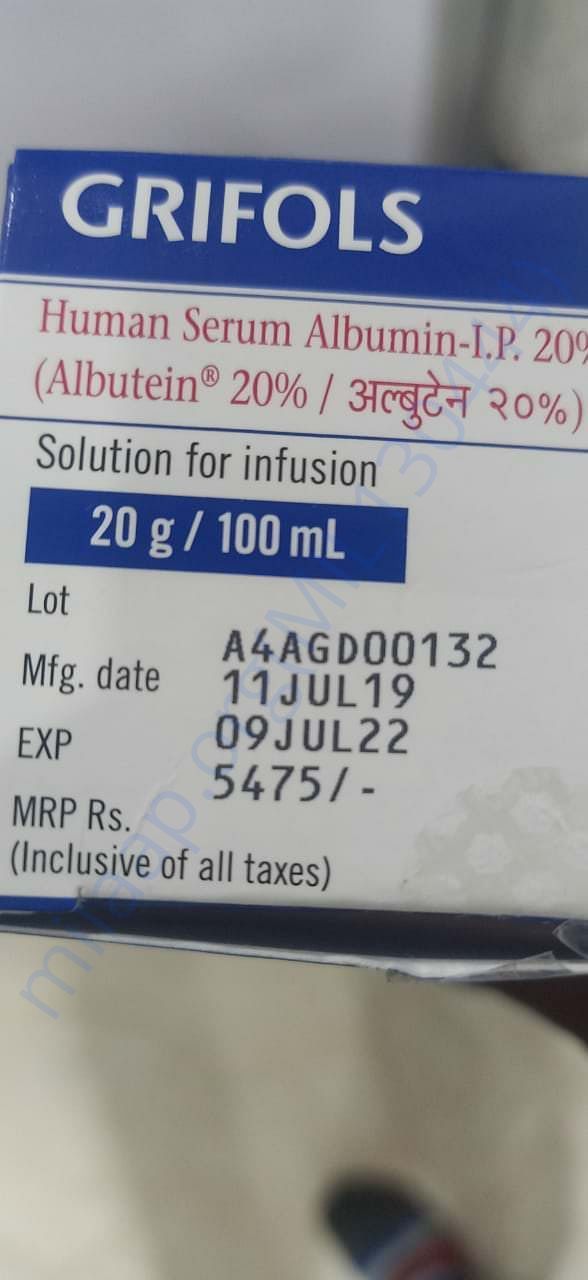 GRIFOLS
Human Serum Albumin-I.P. 20%
(Albutein® 20% / अल्बुटेन २०%)
Solution for infusion
20 g / 100 mL
Lot A4AGD00132
Mfg. date 11JUL19
EXP 09JUL22
MRP Rs. 5475/-
(Inclusive of all taxes)